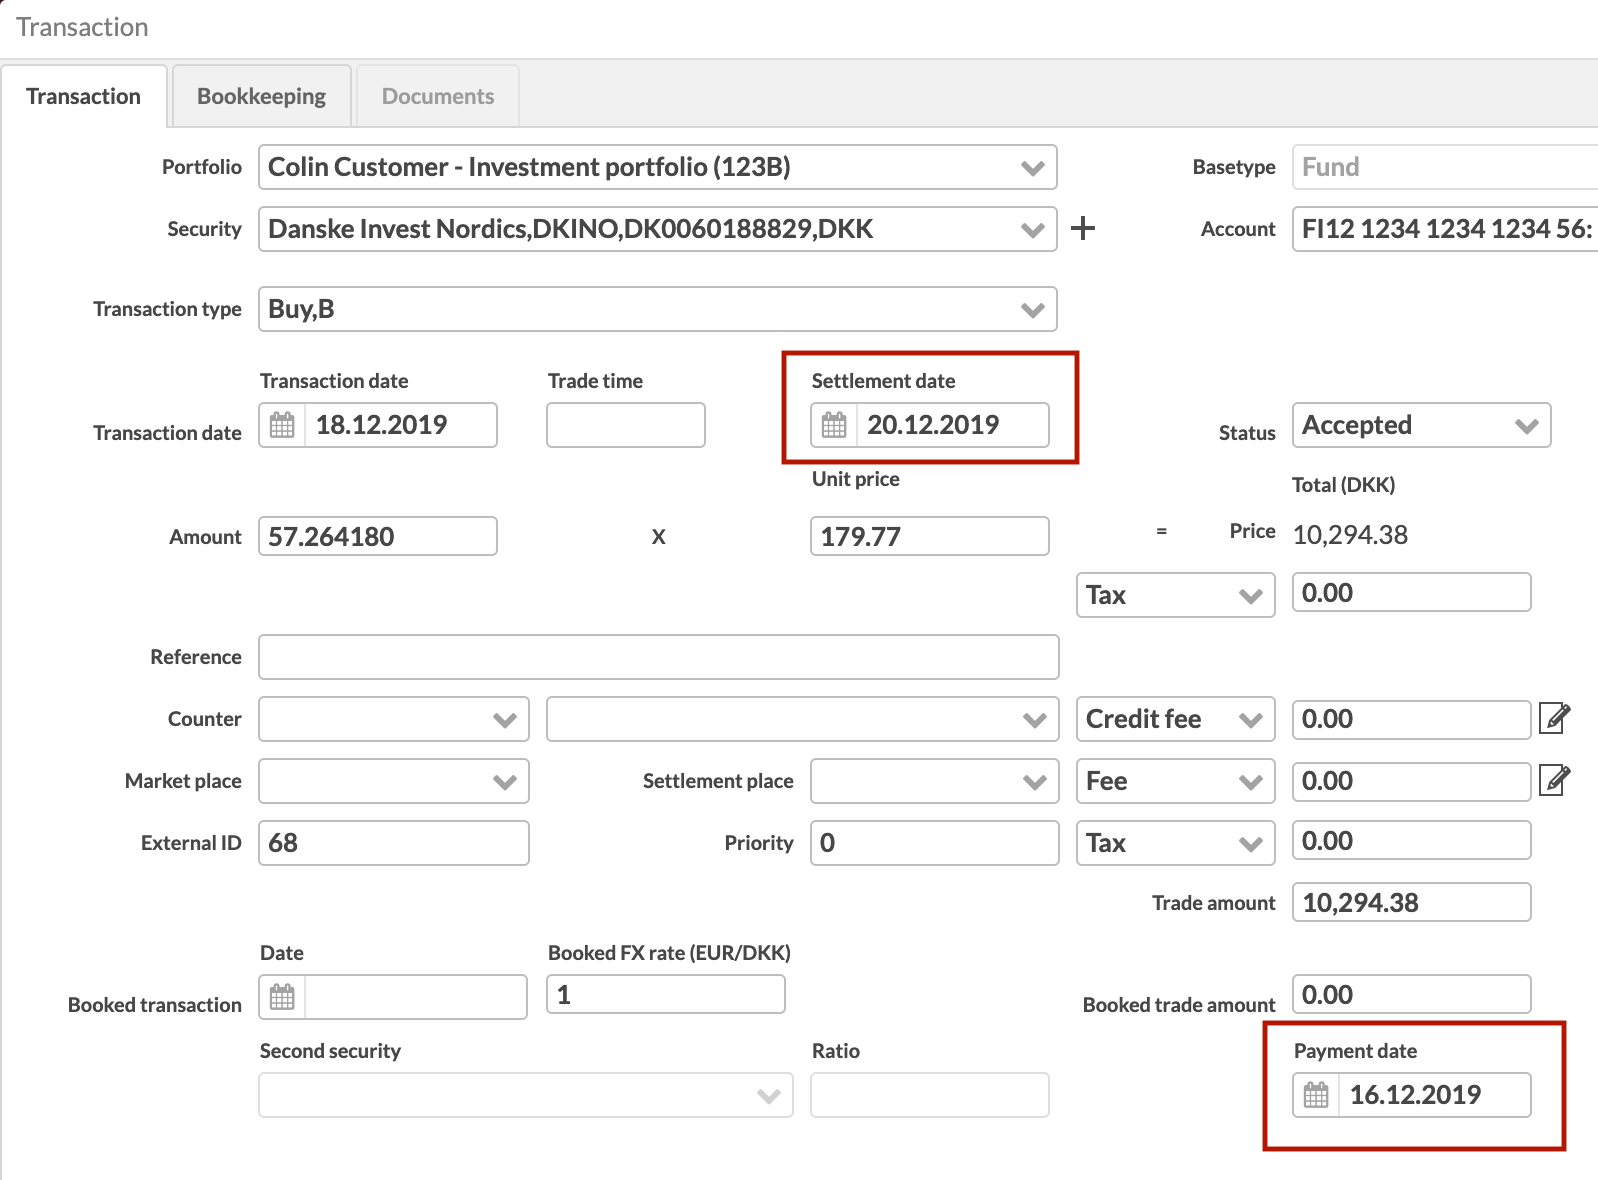 Transaction
Transaction Bookkeeping Documents
Portfolio Colin Customer - Investment portfolio (123B) Basetype Fund
Security Danske Invest Nordics,DKINO,DK0060188829,DKK + Account FI12 1234 1234 1234 56:
Transaction type Buy,B
Transaction date Trade time Settlement date
Transaction date 18.12.2019 20.12.2019 Status Accepted
Unit price Total (DKK)
Amount 57.264180 X 179.77 = Price 10,294.38
Tax 0.00
Reference
Counter Credit fee 0.00
Market place Settlement place Fee 0.00
External ID 68 Priority 0 Tax 0.00
Trade amount 10,294.38
Date Booked FX rate (EUR/DKK)
Booked transaction 1 Booked trade amount 0.00
Second security Ratio Payment date
16.12.2019